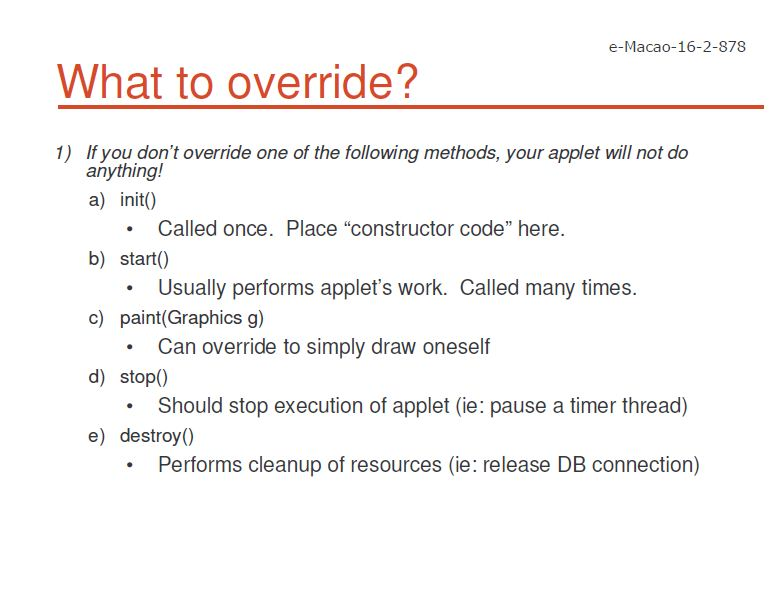 e-Macao-16-2-878
What to override?
1) If you don’t override one of the following methods, your applet will not do
anything!
a) init()
• Called once.  Place “constructor code” here.
b) start()
• Usually performs applet’s work.  Called many times.
c) paint(Graphics g)
• Can override to simply draw oneself
d) stop()
• Should stop execution of applet (ie: pause a timer thread)
e) destroy()
• Performs cleanup of resources (ie: release DB connection)